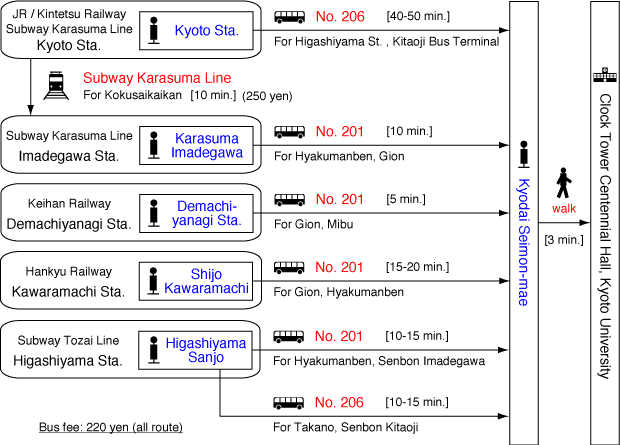 JR / Kintetsu Railway
Subway Karasuma Line
Kyoto Sta.
Kyoto Sta.
No. 206 [40-50 min.]
For Higashiyama St. , Kitaoji Bus Terminal
Subway Karasuma Line
For Kokusaikaikan [10 min.] (250 yen)
Subway Karasuma Line
Imadegawa Sta.
Karasuma
Imadegawa
No. 201 [10 min.]
For Hyakumanben, Gion
Keihan Railway
Demachiyanagi Sta.
Demachi-
yanagi Sta.
No. 201 [5 min.]
For Gion, Mibu
Hankyu Railway
Kawaramachi Sta.
Shijo
Kawaramachi
No. 201 [15-20 min.]
For Gion, Hyakumanben
Subway Tozai Line
Higashiyama Sta.
Higashiyama
Sanjo
No. 201 [10-15 min.]
For Hyakumanben, Senbon Imadegawa
No. 206 [10-15 min.]
For Takano, Senbon Kitaoji
Bus fee: 220 yen (all route)
Kyodai Seimon-mae
walk
[3 min.]
Clock Tower Centennial Hall, Kyoto University